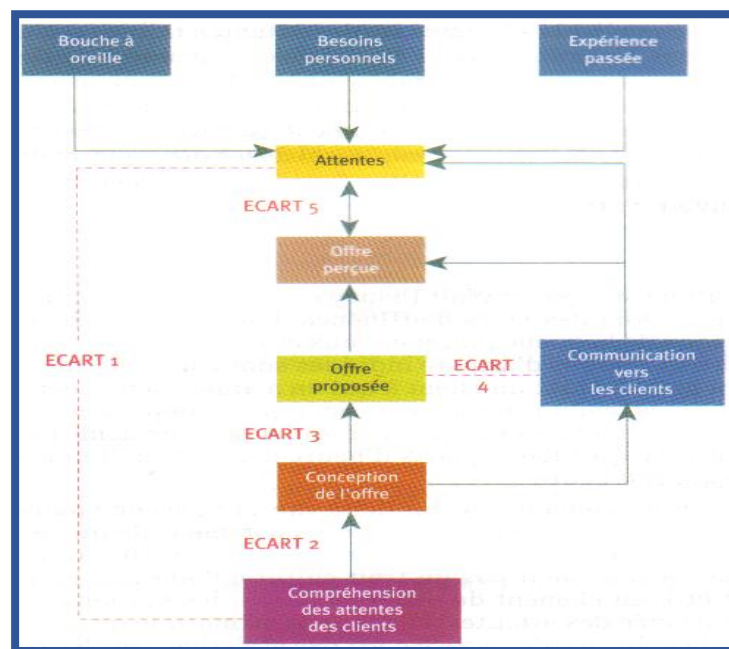 Bouche à
oreille
Besoins
personnels
Expérience
passée
Attentes
ECART 5
Offre
perçue
ECART 1
Offre
proposée
ECART
4
Communication
vers
les clients
ECART 3
Conception
de l'offre
ECART 2
Compréhension
des attentes
des clients